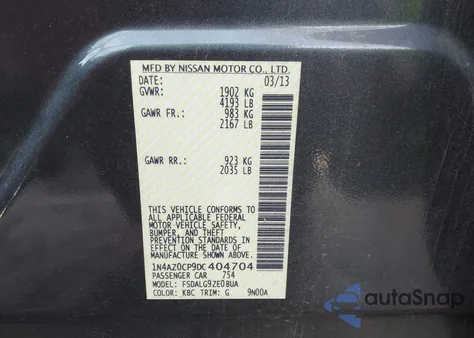 MFD BY NISSAN MOTOR CO., LTD.
DATE: 03/13
GVWR: 1902 KG
4193 LB
GAWR FR: 983 KG
2167 LB
GAWR RR: 923 KG
2035 LB
THIS VEHICLE CONFORMS TO
ALL APPLICABLE FEDERAL
MOTOR VEHICLE SAFETY,
BUMPER, AND THEFT
PREVENTION STANDARDS IN
EFFECT ON THE DATE OF
MANUFACTURE SHOWN ABOVE.
1N4AZ0CP9DC404704
PASSENGER CAR 754
MODEL: FSDALG9ZE0BUA
COLOR: KBC TRIM: G 9N00A
autoSnap